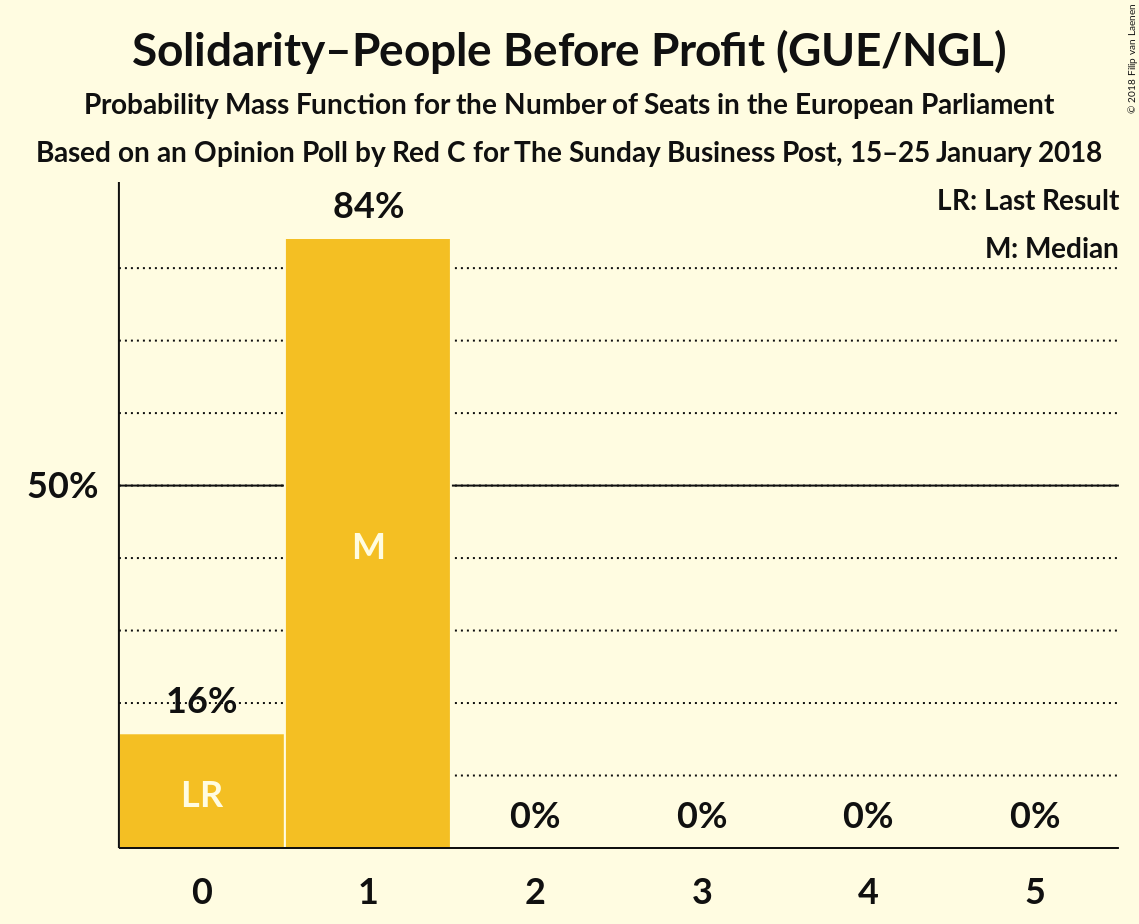 Solidarity–People Before Profit (GUE/NGL)
Probability Mass Function for the Number of Seats in the European Parliament
Based on an Opinion Poll by Red C for The Sunday Business Post, 15–25 January 2018
© 2018 Filip van Laenen
LR: Last Result
M: Median
84%
50%
M
16%
LR
0%
0%
0%
0%
0
1
2
3
4
5